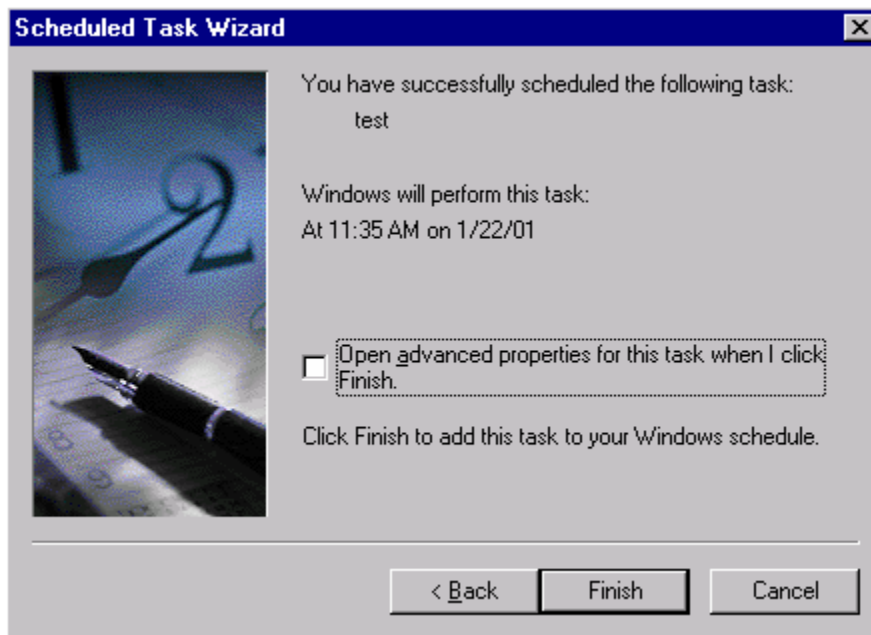 Scheduled Task Wizard
You have successfully scheduled the following task:
test
Windows will perform this task:
At 11:35 AM on 1/22/01
Open advanced properties for this task when I click
Finish.
Click Finish to add this task to your Windows schedule.
< Back Finish Cancel